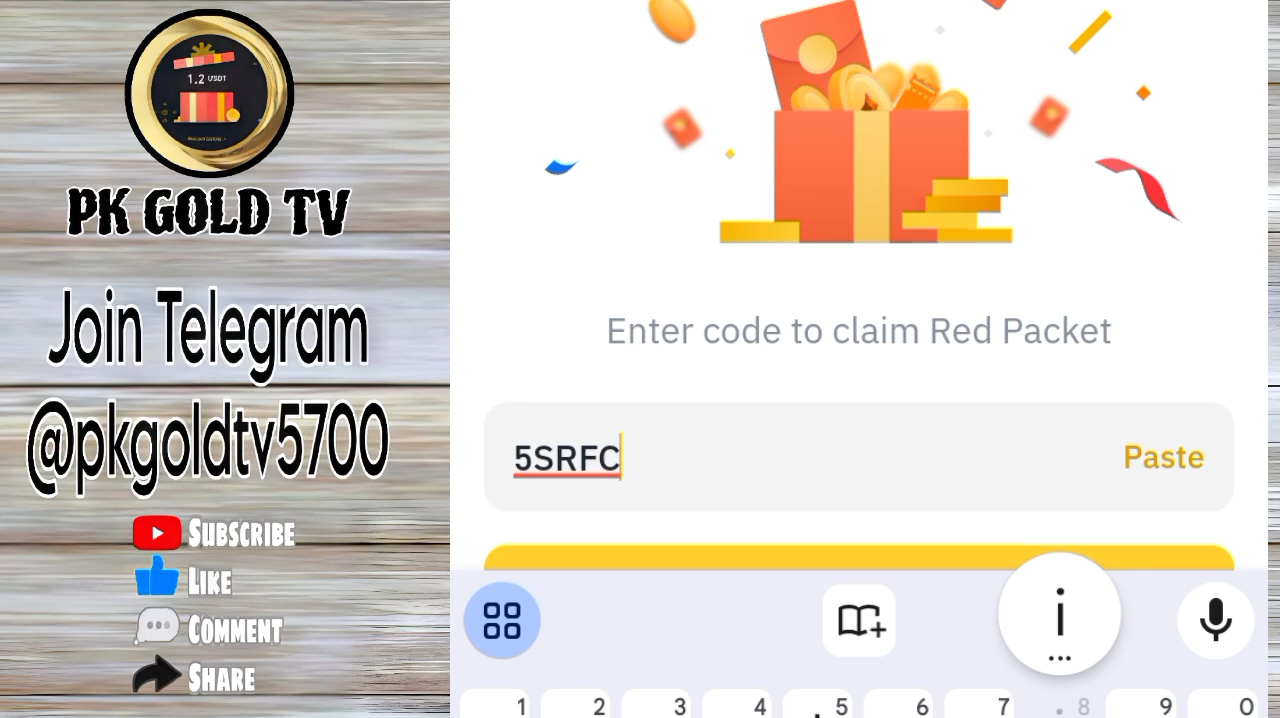 1.2 USDT
PK GOLD TV
Join Telegram
@pkgoldtv5700
SUBSCRIBE
LIKE
COMMENT
SHARE
Enter code to claim Red Packet
5SRFC
Paste
i
...
1 2 3 4 5 6 7 8 9 0